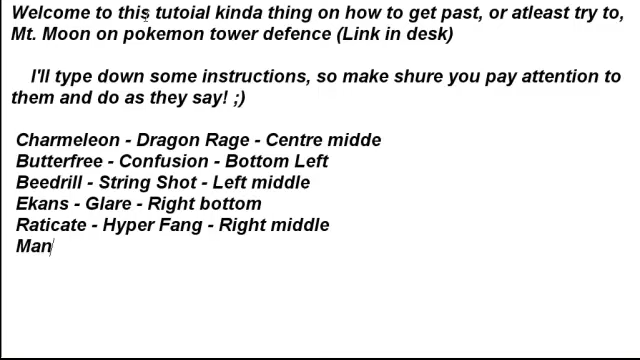 Welcome to this tutoial kinda thing on how to get past, or atleast try to,
Mt. Moon on pokemon tower defence (Link in desk)
I'll type down some instructions, so make shure you pay attention to
them and do as they say! ;)
Charmeleon - Dragon Rage - Centre midde
Butterfree - Confusion - Bottom Left
Beedrill - String Shot - Left middle
Ekans - Glare - Right bottom
Raticate - Hyper Fang - Right middle
Man